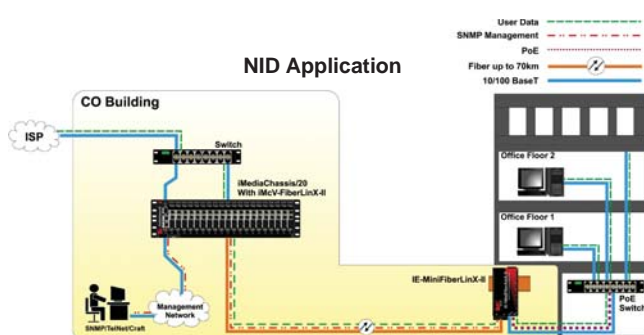 User Data
SNMP Management
PoE
Fiber up to 70km
10/100 BaseT
NID Application
CO Building
ISP
Switch
iMediaChassis/20
With iMcV-FiberLinX-II
Office Floor 2
Office Floor 1
IE-MiniFiberLinX-II
PoE
Switch
Management
Network
SNMP/TelNet/Craft